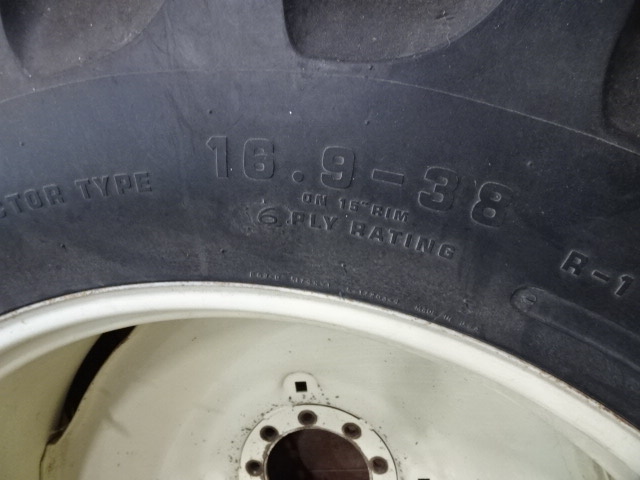 CTOR TYPE
16.9-38
ON 15" RIM
6 PLY RATING
R-1